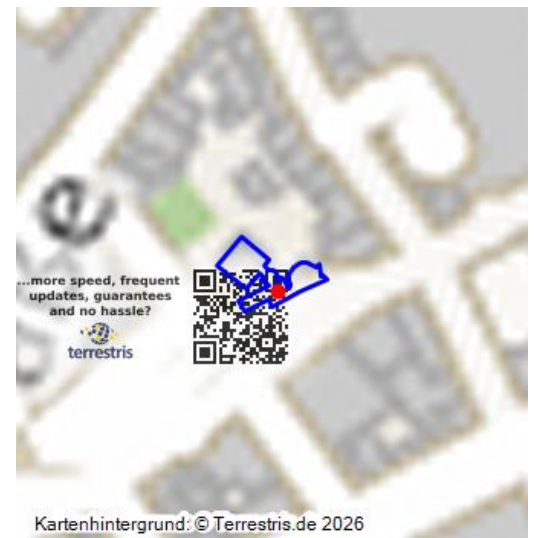 e
...more speed, frequent
updates, guarantees
and no hassle?
terrestris
Kartenhintergrund: © Terrestris.de 2026